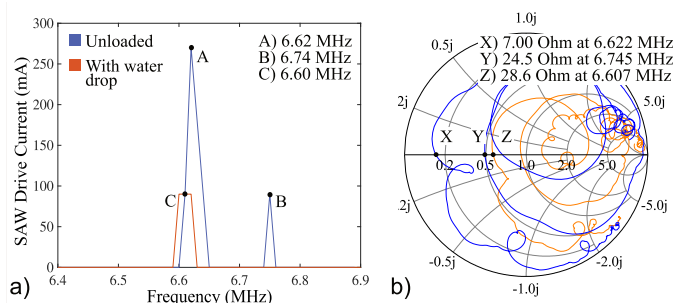 Unloaded
With water
drop
A) 6.62 MHz
B) 6.74 MHz
C) 6.60 MHz
A
B
C
SAW Drive Current (mA)
300
250
200
150
100
50
0
6.4
6.5
6.6
6.7
6.8
6.9
Frequency (MHz)
a)
X) 7.00 Ohm at 6.622 MHz
Y) 24.5 Ohm at 6.745 MHz
Z) 28.6 Ohm at 6.607 MHz
1.0j
0.5j
2j
5.0j
X
Y
Z
0.2
0.5
1.0
2.0
5.0
.2j
-5.0j
-0.5j
-2.0j
-1.0j
b)